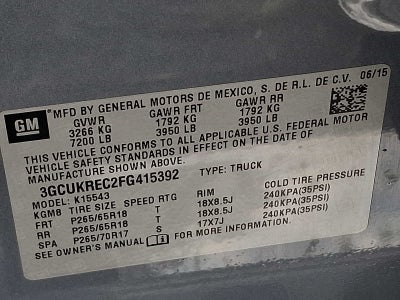 GM
MFD BY GENERAL MOTORS DE MEXICO, S. DE R.L. DE C.V. 06/15
GVWR GAWR FRT GAWR RR
3266 KG 1792 KG 1792 KG
7200 LB 3950 LB 3950 LB
THIS VEHICLE CONFORMS TO ALL APPLICABLE U.S. FEDERAL MOTOR
VEHICLE SAFETY STANDARDS IN EFFECT ON THE DATE OF
MANUFACTURE SHOWN ABOVE.
3GCUKREC2FG415392 TYPE: TRUCK
MODEL: K15543 COLD TIRE PRESSURE
KGM8 TIRE SIZE SPEED RTG RIM
FRT P265/65R18 T 18X8.5J 240KPA(35PSI)
RR P265/65R18 T 18X8.5J 240KPA(35PSI)
SPA P265/70R17 S 17X7J 240KPA(35PSI)
SEE OWNER'S MANUAL FOR MORE INFORMATION.